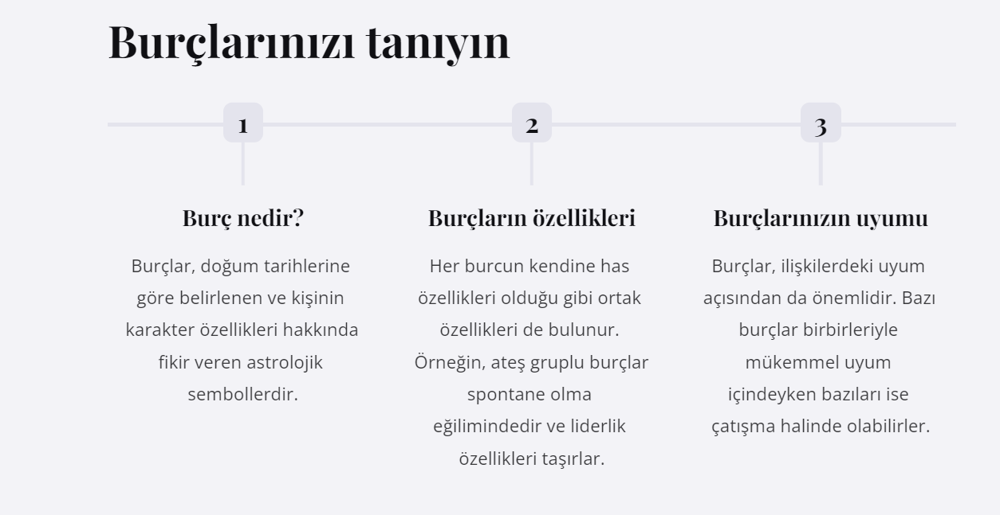 Burçlarınızı tanıyın
1
2
3
Burç nedir?
Burçlar, doğum tarihlerine
göre belirlenen ve kişinin
karakter özellikleri hakkında
fikir veren astrolojik
sembollerdir.
Burçların özellikleri
Her burcun kendine has
özellikleri olduğu gibi ortak
özellikleri de bulunur.
Örneğin, ateş gruplu burçlar
spontane olma
eğilimindedir ve liderlik
özellikleri taşırlar.
Burçlarınızın uyumu
Burçlar, ilişkilerdeki uyum
açısından da önemlidir. Bazı
burçlar birbirleriyle
mükemmel uyum
içindeyken bazıları ise
çatışma halinde olabilirler.